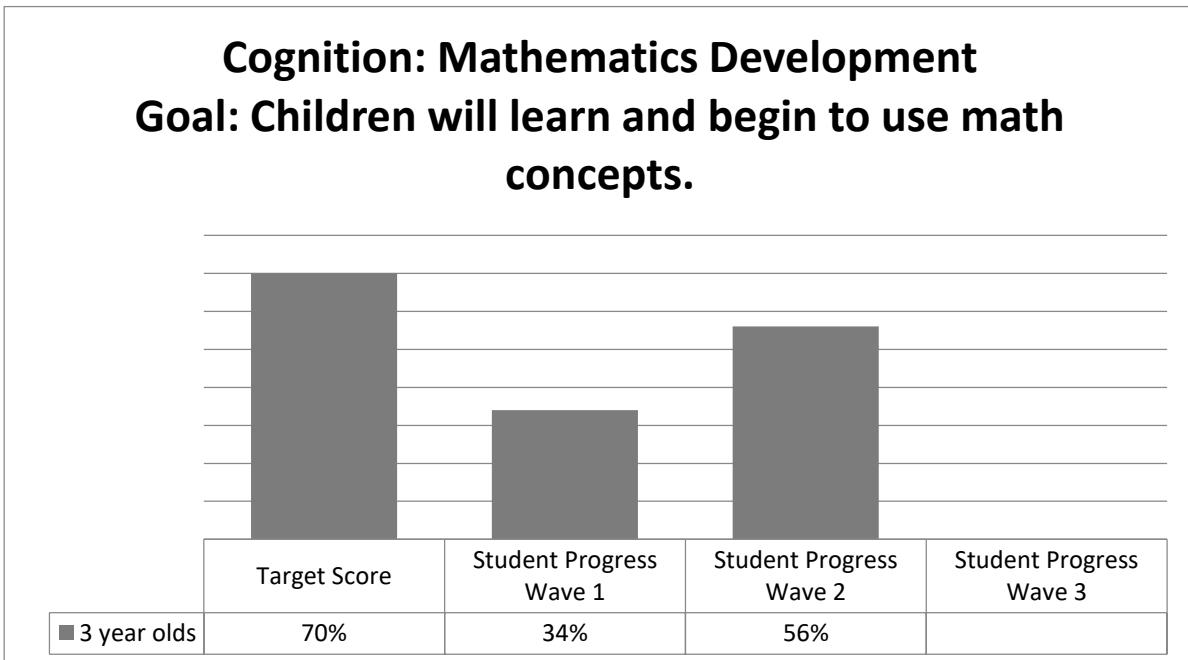 Cognition: Mathematics Development
Goal: Children will learn and begin to use math
concepts.
Target Score
Student Progress
Wave 1
Student Progress
Wave 2
Student Progress
Wave 3
3 year olds
70%
34%
56%